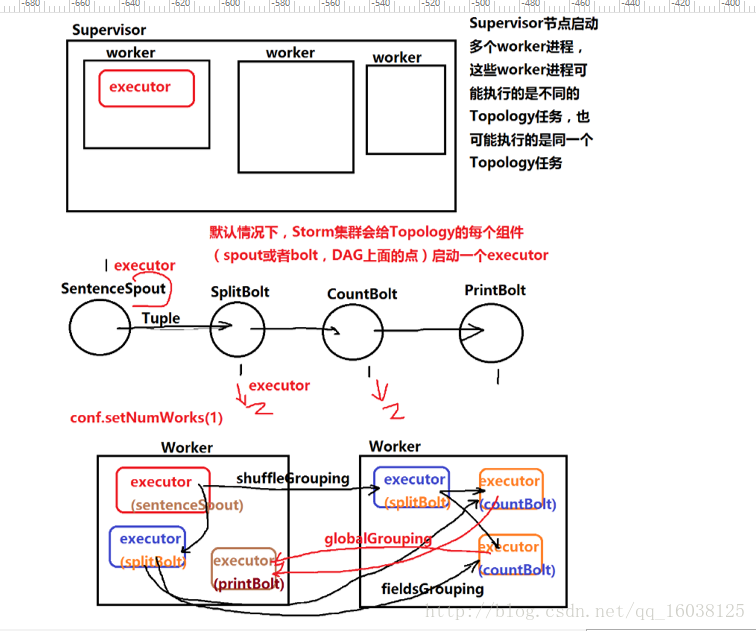 -680 -660 -640 -620 -600 -580 -560 -540 -520 -500 -480 -460 -440 -420 -400
Supervisor
worker
worker
worker
executor
Supervisor节点启动
多个worker进程，
这些worker进程可
能执行的是不同的
Topology任务，也
可能执行的是同一个
Topology任务
默认情况下，Storm集群会给Topology的每个组件
（spout或者bolt，DAG上面的点）启动一个executor
1 executor
SentenceSpout
SplitBolt
CountBolt
PrintBolt
Tuple
1
1
1
executor
2
2
conf.setNumWorks(1)
Worker
Worker
executor
(sentenceSpout)
shuffleGrouping
executor
(splitBolt)
executor
(countBolt)
executor
(splitBolt)
executor
(printBolt)
globalGrouping
executor
(countBolt)
fieldsGrouping
http://blog.csdn.net/qq_16038125